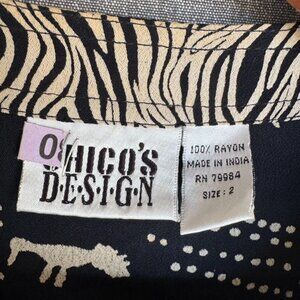 0
CHICO'S
DESIGN
100% RAYON
MADE IN INDIA
RN 79984
SIZE: 2